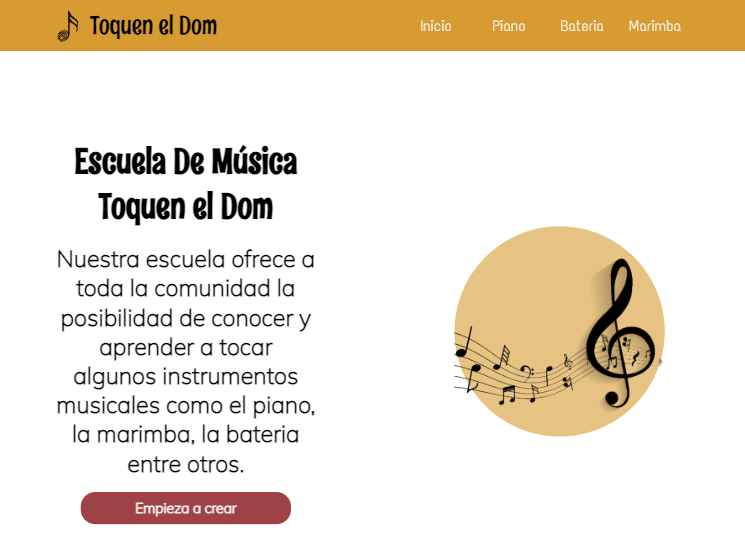 Toquen el Dom
Inicio Piano Bateria Marimba
Escuela De Música
Toquen el Dom
Nuestra escuela ofrece a
toda la comunidad la
posibilidad de conocer y
aprender a tocar
algunos instrumentos
musicales como el piano,
la marimba, la bateria
entre otros.
Empieza a crear